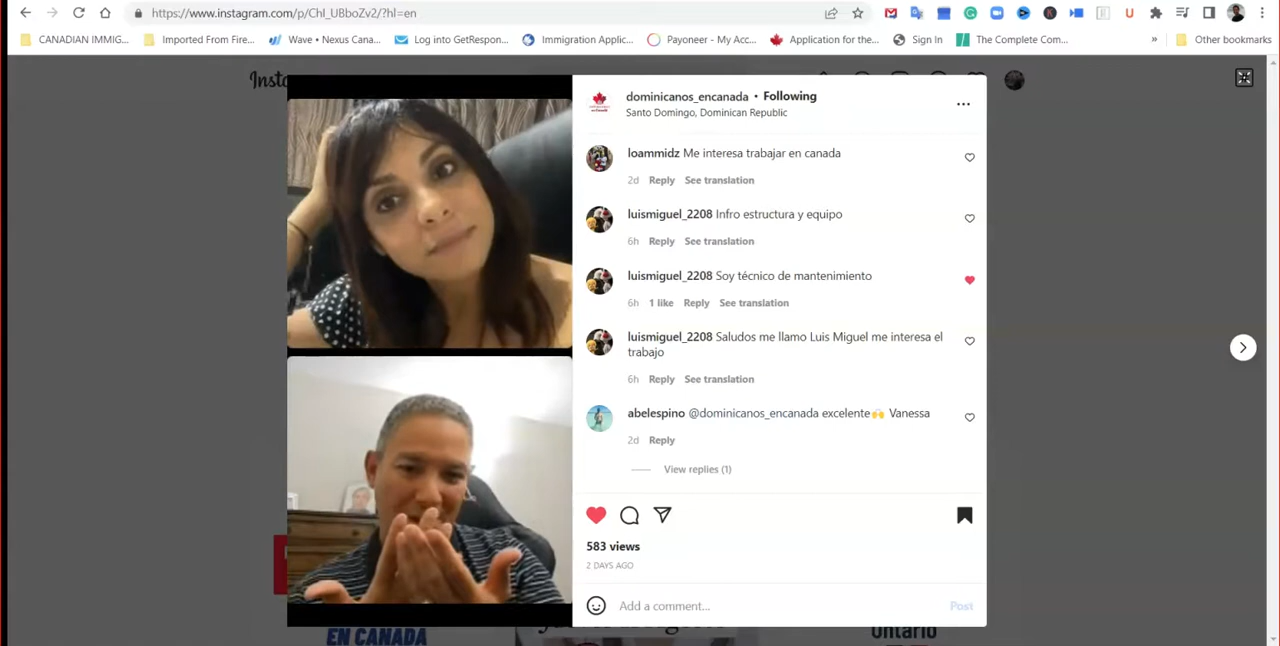 https://www.instagram.com/p/ChI_UBboZv2/?hl=en
CANADIAN IMMIG...
Imported From Fire...
Wave • Nexus Cana...
Log into GetRespon...
Immigration Applic...
Payoneer - My Acc...
Application for the...
Sign In
The Complete Com...
»
Other bookmarks
Insta
dominicanos_encanada • Following
Santo Domingo, Dominican Republic
loammidz Me interesa trabajar en canada
2d Reply See translation
luismiguel_2208 Infro estructura y equipo
6h Reply See translation
luismiguel_2208 Soy técnico de mantenimiento
6h 1 like Reply See translation
luismiguel_2208 Saludos me llamo Luis Miguel me interesa el
trabajo
6h Reply See translation
abelespino @dominicanos_encanada excelente🙌 Vanessa
2d Reply
View replies (1)
583 views
2 DAYS AGO
Add a comment...
Post
EN CANADA
Ontario